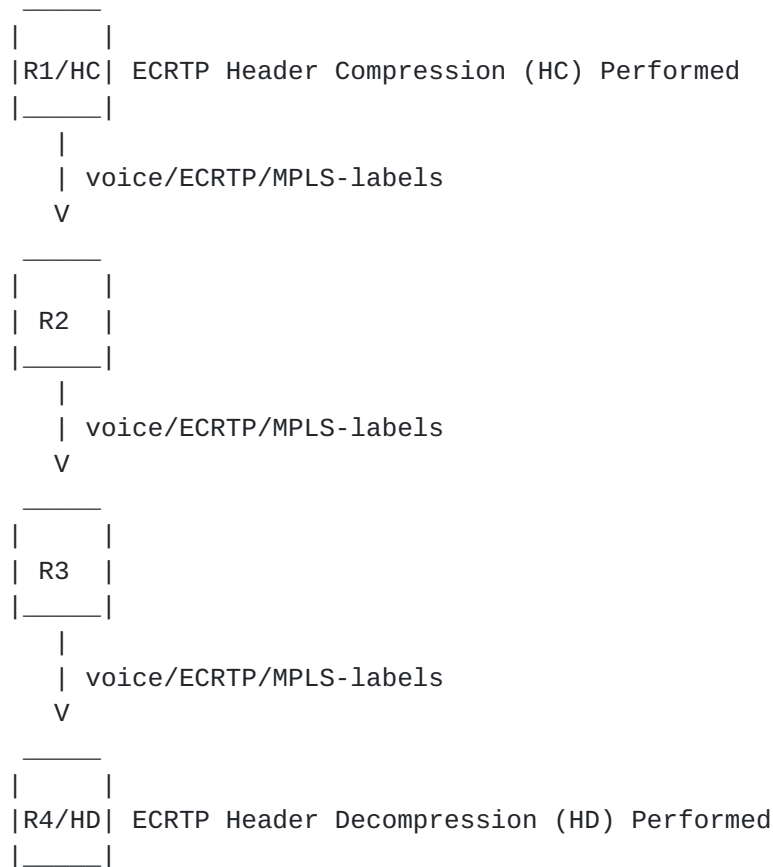 R1/HC ECRTP Header Compression (HC) Performed
voice/ECRTP/MPLS-labels
V
R2
voice/ECRTP/MPLS-labels
V
R3
voice/ECRTP/MPLS-labels
V
R4/HD ECRTP Header Decompression (HD) Performed